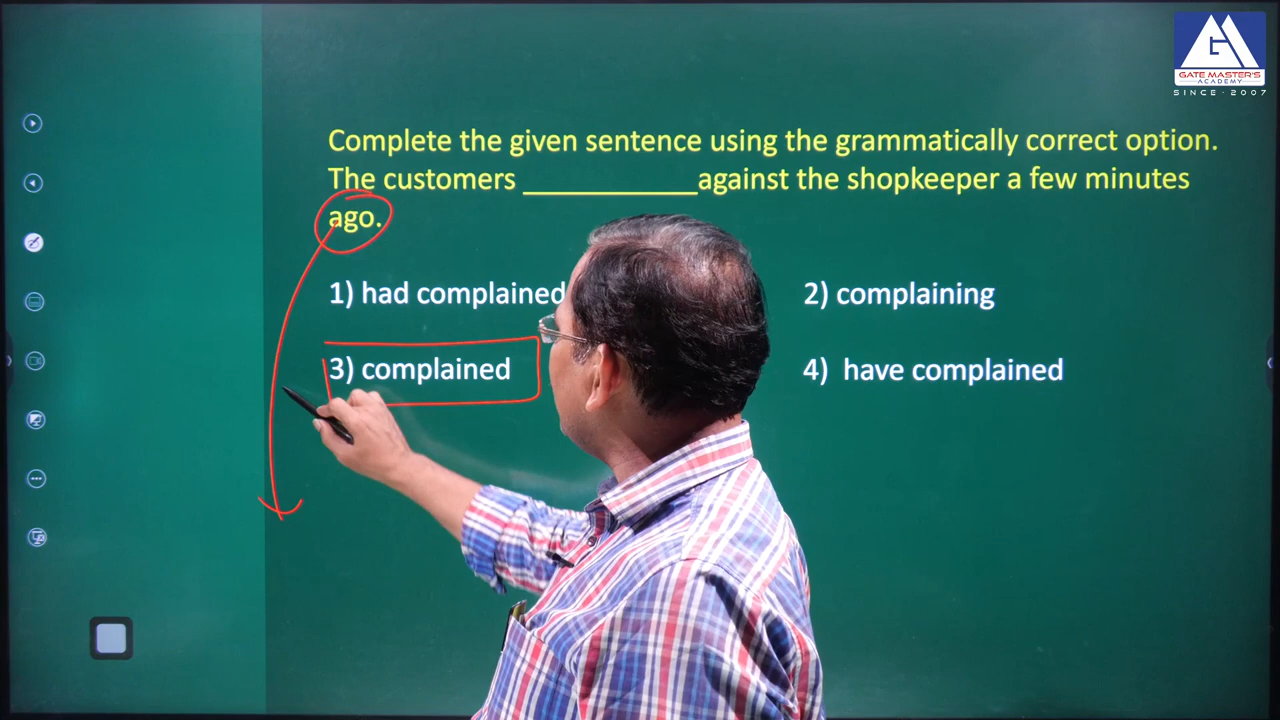 GATE MASTER'S
ACADEMY
SINCE - 2007
Complete the given sentence using the grammatically correct option.
The customers ____________against the shopkeeper a few minutes
ago.
1) had complained
2) complaining
3) complained
4) have complained